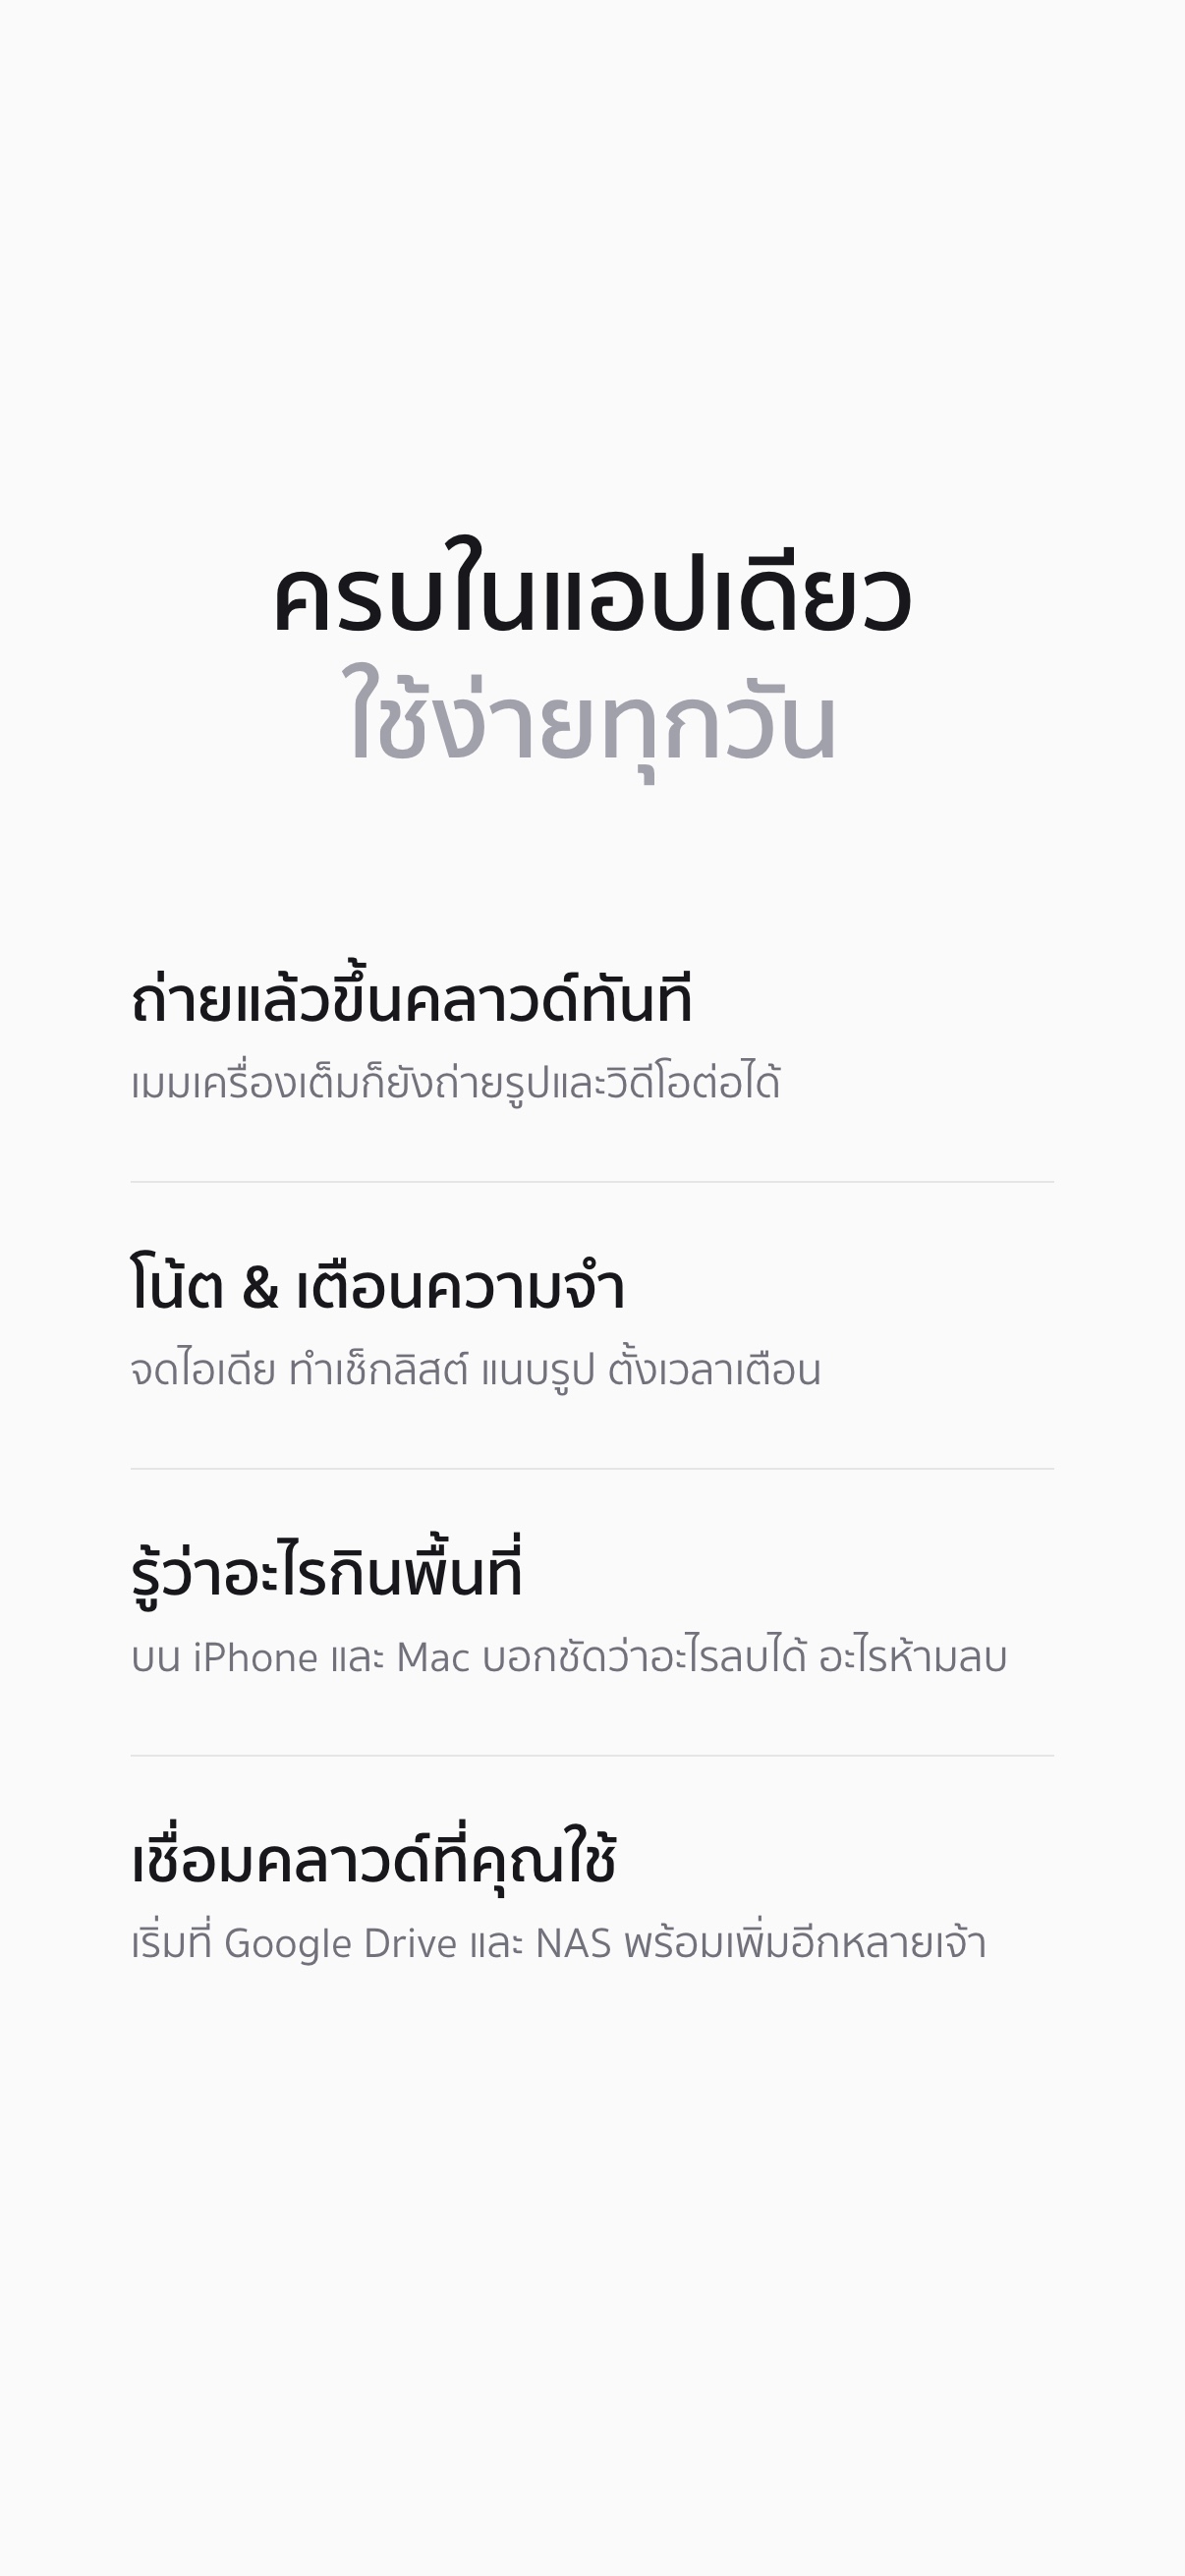 ครบในแอปเดียว
ใช้ง่ายทุกวัน
ถ่ายแล้วขึ้นคลาวด์ทันที
เมมเครื่องเต็มก็ยังถ่ายรูปและวิดีโอต่อได้
โน้ต & เตือนความจำ
จดไอเดีย ทำเช็กลิสต์ แนบรูป ตั้งเวลาเตือน
รู้ว่าอะไรกินพื้นที่
บน iPhone และ Mac บอกชัดว่าอะไรลบได้ อะไรห้ามลบ
เชื่อมคลาวด์ที่คุณใช้
เริ่มที่ Google Drive และ NAS พร้อมเพิ่มอีกหลายเจ้า